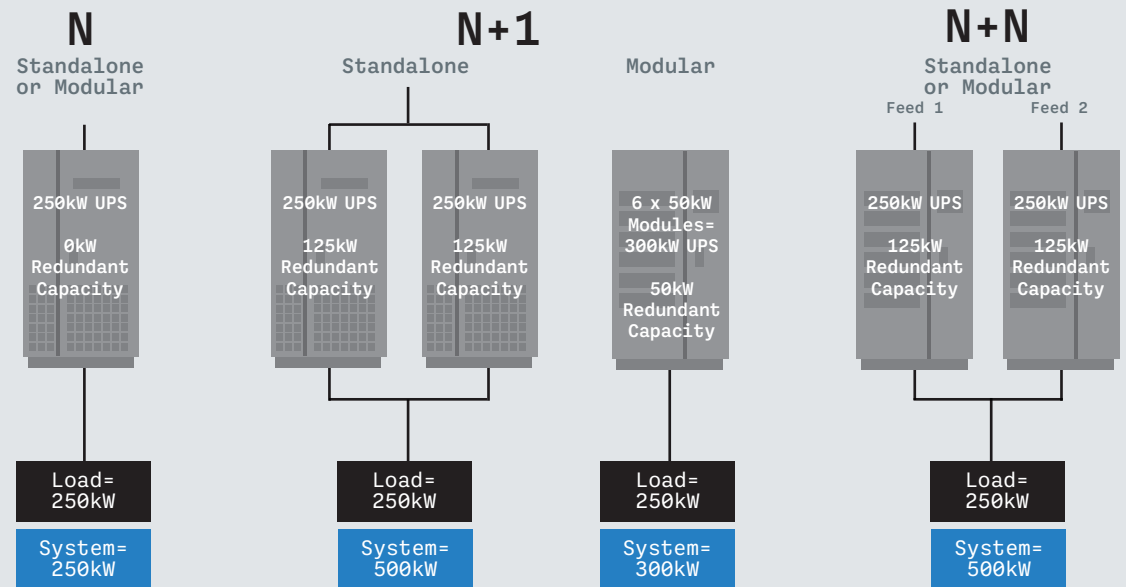 N
Standalone
or Modular
250kW UPS
0kW
Redundant
Capacity
Load=
250kW
System=
250kW
N+1
Standalone
250kW UPS
125kW
Redundant
Capacity
250kW UPS
125kW
Redundant
Capacity
Load=
250kW
System=
500kW
Modular
6 x 50kW
Modules=
300kW UPS
50kW
Redundant
Capacity
Load=
250kW
System=
300kW
N+N
Standalone
or Modular
Feed 1
Feed 2
250kW UPS
125kW
Redundant
Capacity
250kW UPS
125kW
Redundant
Capacity
Load=
250kW
System=
500kW